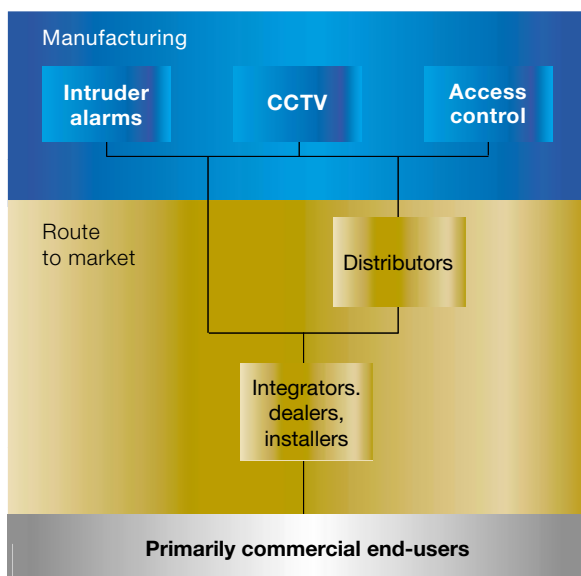 Manufacturing
Intruder
alarms
CCTV
Access
control
Route
to market
Distributors
Integrators.
dealers,
installers
Primarily commercial end-users